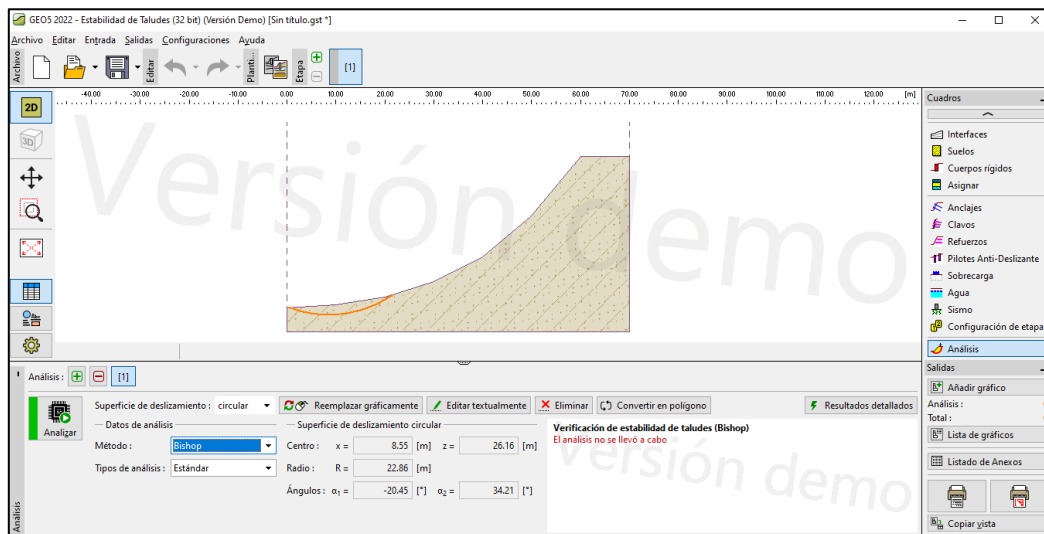 GEO5 2022 - Estabilidad de Taludes (32 bit) (Versión Demo) [Sin título.gst *]
Archivo Editar Entrada Salidas Configuraciones Ayuda
Archivo
Editar
Planti...
Etapa
[1]
2D
3D
-40.00 -30.00 -20.00 -10.00 0.00 10.00 20.00 30.00 40.00 50.00 60.00 70.00 80.00 90.00 100.00 110.00 120.00 [m]
Versión demo
Cuadros
Interfaces
Suelos
Cuerpos rígidos
Asignar
Anclajes
Clavos
Refuerzos
Pilotes Anti-Deslizante
Sobrecarga
Agua
Sismo
Configuración de etapa
Análisis
Salidas
Añadir gráfico
Análisis :
Total :
Lista de gráficos
Listado de Anexos
Copiar vista
Análisis : [1]
Analizar
Superficie de deslizamiento : circular
Reemplazar gráficamente
Editar textualmente
Eliminar
Convertir en polígono
Resultados detallados
Datos de análisis
Método : Bishop
Tipos de análisis : Estándar
Superficie de deslizamiento circular
Centro : x = 8.55 [m] z = 26.16 [m]
Radio : R = 22.86 [m]
Ángulos : α1 = -20.45 [°] α2 = 34.21 [°]
Verificación de estabilidad de taludes (Bishop)
El análisis no se llevó a cabo
Versión demo
Análisis